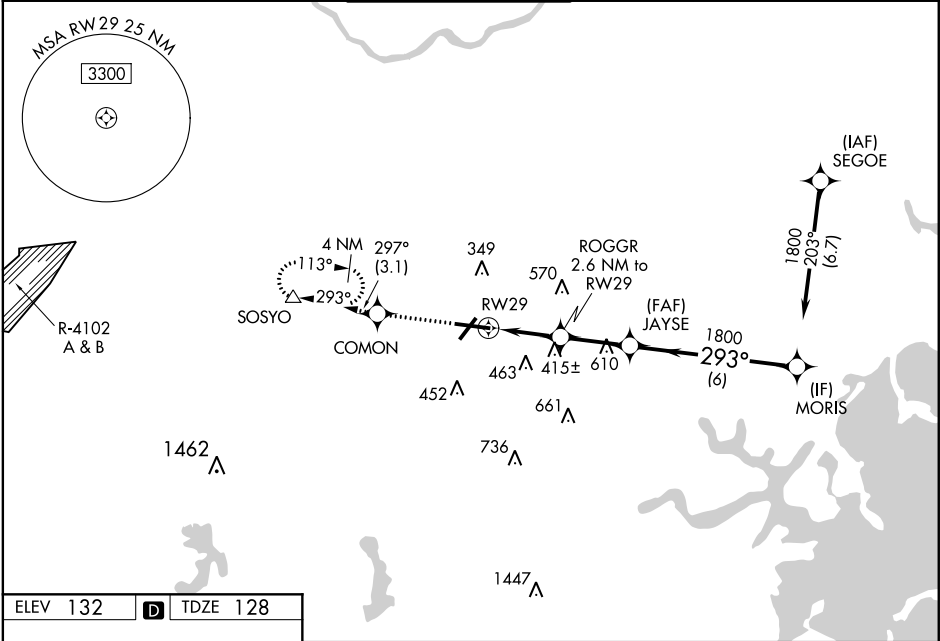 MSA RW29 25 NM
3300
(IAF)
SEGOE
1800
203°
(6.7)
4 NM
113°
297°
(3.1)
293°
SOSYO
COMON
349
570
ROGGR
2.6 NM to
RW29
RW29
(FAF)
JAYSE
1800
293°
(6)
(IF)
MORIS
R-4102
A & B
463
415±
610
452
661
736
1462
1447
ELEV 132
D
TDZE 128